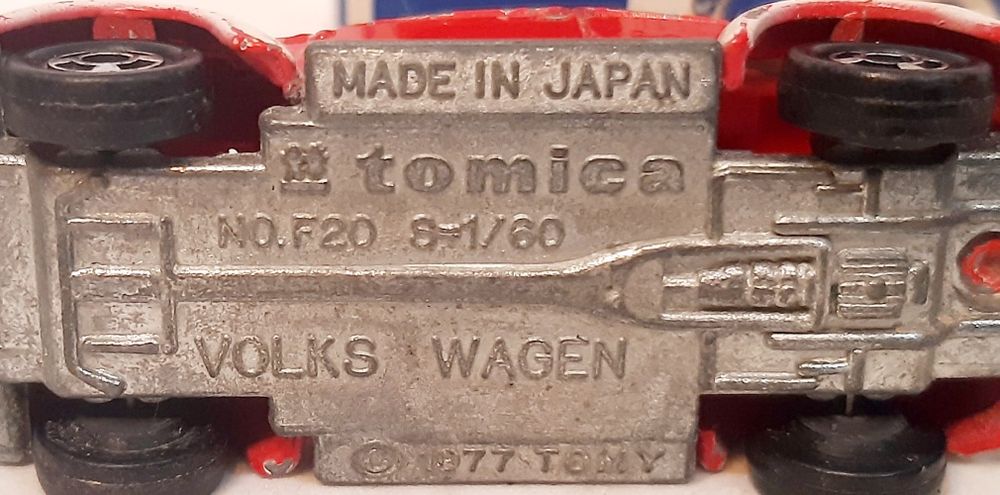 MADE IN JAPAN
tomica
NO.F20 S=1/60
VOLKS WAGEN
© 1977 TOMY